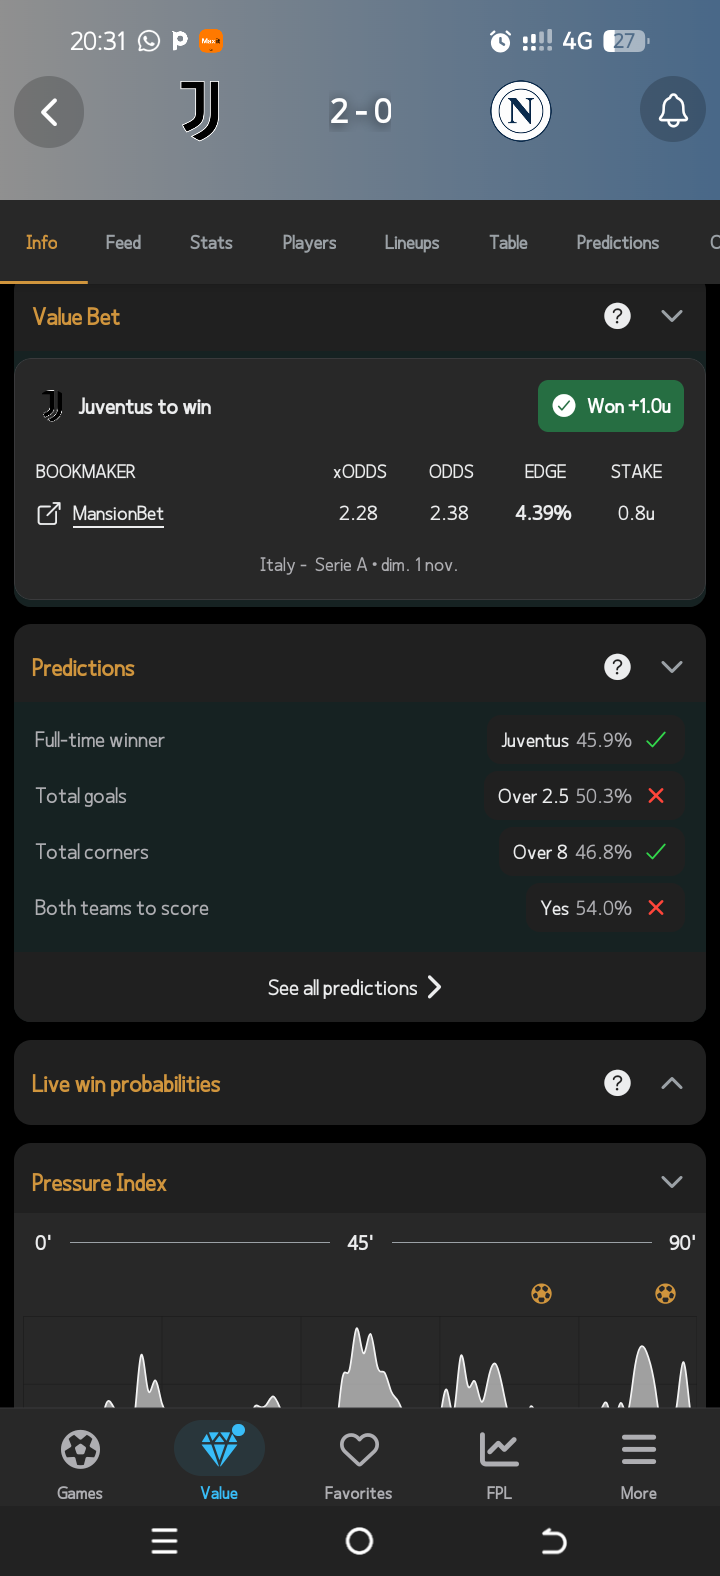 20:31 4G 27
2 - 0
N
Info Feed Stats Players Lineups Table Predictions
Value Bet ?
Juventus to win Won +1.0u
BOOKMAKER xODDS ODDS EDGE STAKE
MansionBet 2.28 2.38 4.39% 0.8u
Italy - Serie A • dim. 1 nov.
Predictions ?
Full-time winner Juventus 45.9%
Total goals Over 2.5 50.3%
Total corners Over 8 46.8%
Both teams to score Yes 54.0%
See all predictions
Live win probabilities ?
Pressure Index
0' 45' 90'
Games Value Favorites FPL More